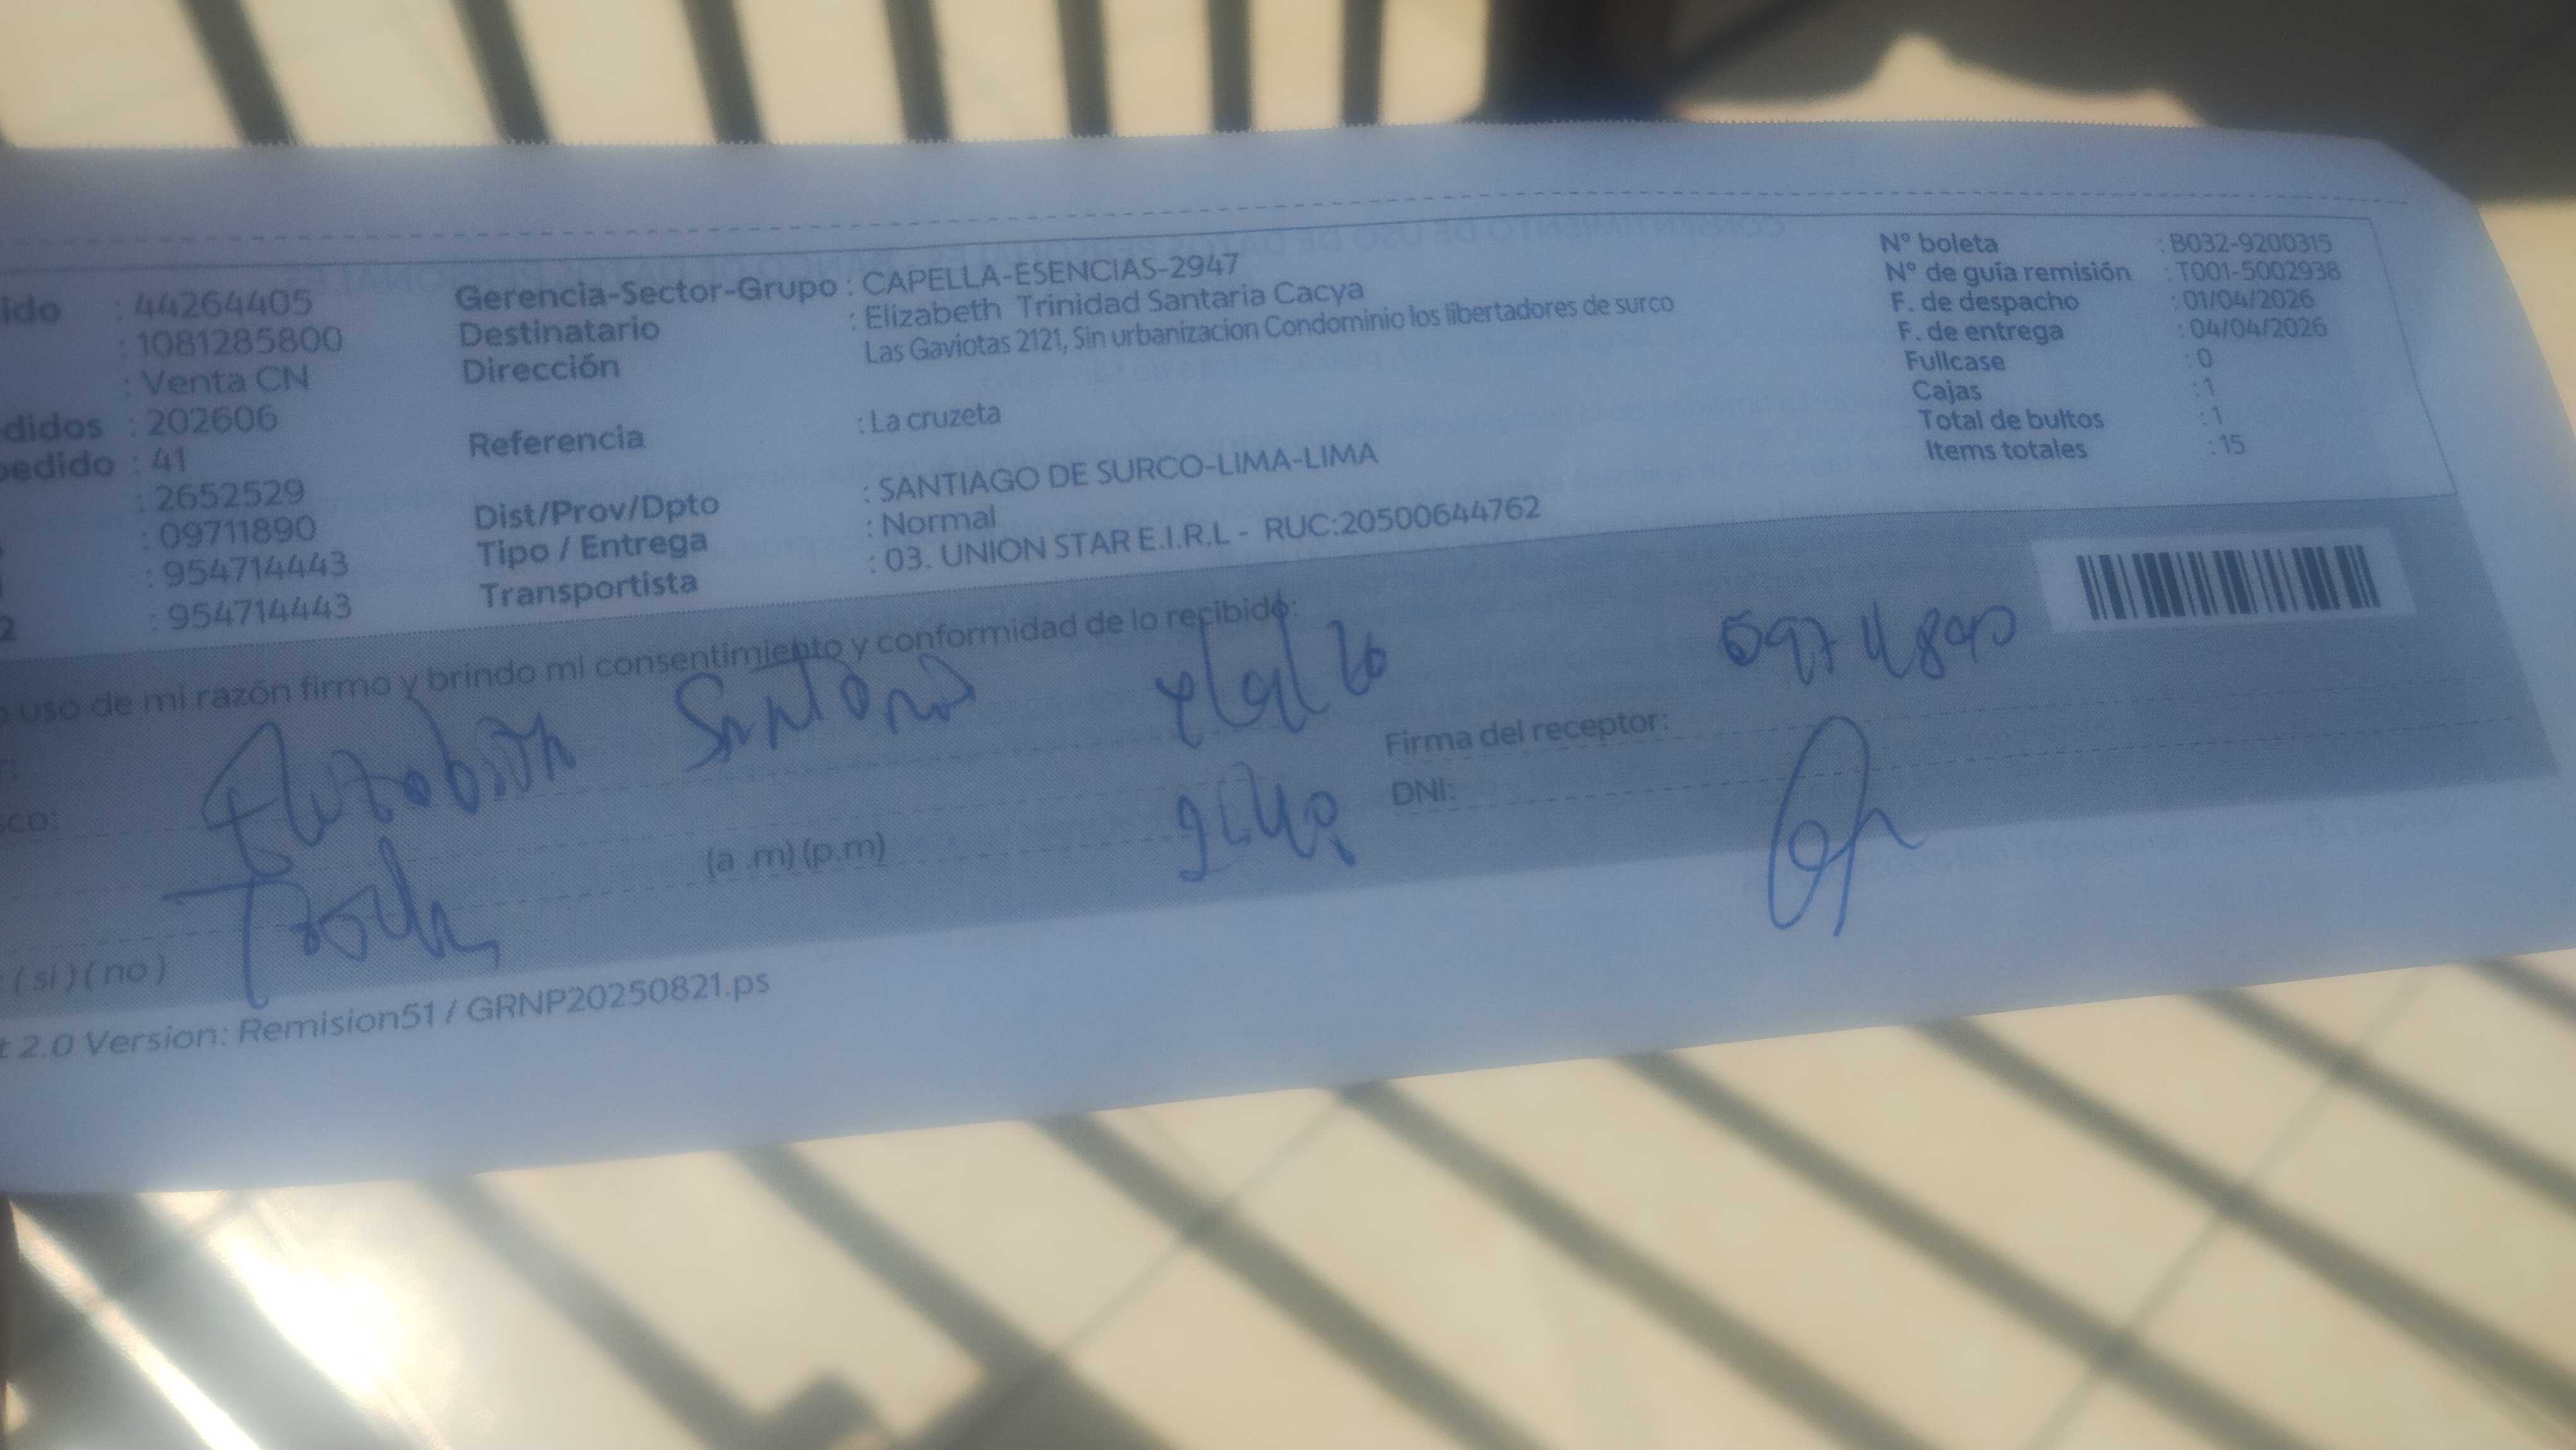 ido : 44264405
: 1081285800
: Venta CN
didos : 202606
pedido : 41
: 2652529
: 09711890
: 954714443
2 : 954714443
Gerencia-Sector-Grupo : CAPELLA-ESENCIAS-2947
Destinatario : Elizabeth Trinidad Santaria Cacya
Dirección Las Gaviotas 2121, Sin urbanizacion Condominio los libertadores de surco
Referencia : La cruzeta
Dist/Prov/Dpto : SANTIAGO DE SURCO-LIMA-LIMA
Tipo / Entrega : Normal
Transportista : 03. UNION STAR E.I.R.L - RUC:20500644762
N° boleta : B032-9200315
N° de guía remisión : T001-5002938
F. de despacho : 01/04/2026
F. de entrega : 04/04/2026
Fullcase : 0
Cajas : 1
Total de bultos : 1
Items totales : 15
uso de mi razón firmo y brindo mi consentimiento y conformidad de lo recibido:
Firma del receptor:
sco: DNI:
(a .m) (p.m)
( si ) ( no )
t 2.0 Version: Remision51 / GRNP20250821.ps